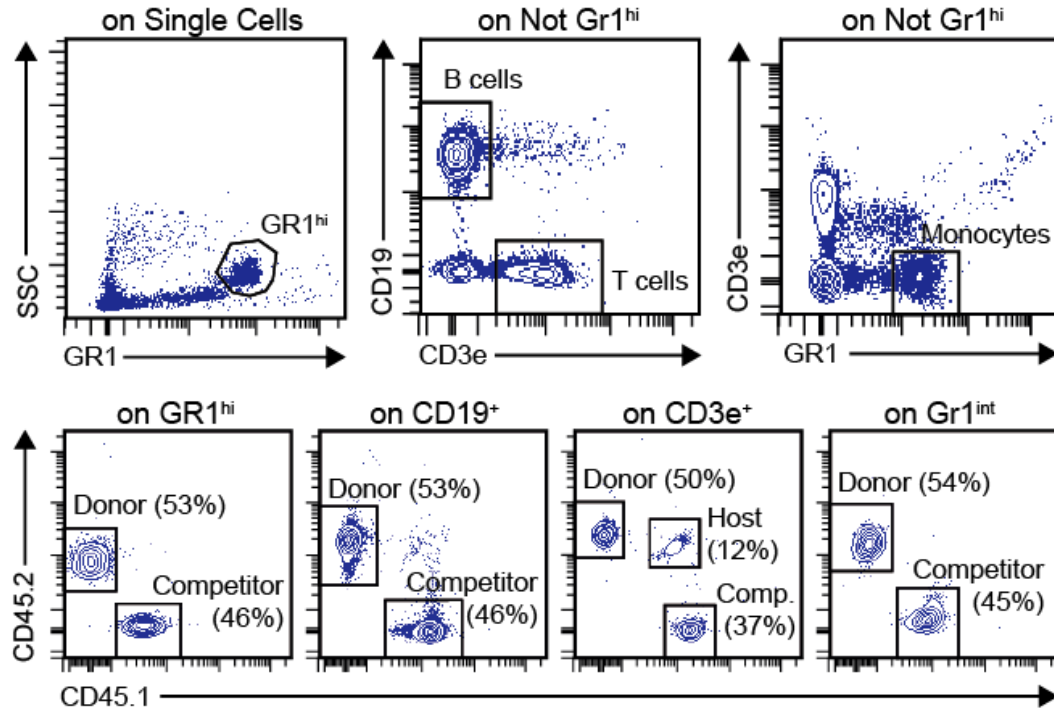 on Single Cells
on Not Gr1ʰⁱ
on Not Gr1ʰⁱ
SSC
GR1ʰⁱ
GR1
CD19
B cells
T cells
CD3e
CD3e
Monocytes
GR1
on GR1ʰⁱ
on CD19⁺
on CD3e⁺
on Gr1ⁱⁿᵗ
CD45.2
Donor (53%)
Competitor
(46%)
Donor (53%)
Competitor
(46%)
Donor (50%)
Host
(12%)
Comp.
(37%)
Donor (54%)
Competitor
(45%)
CD45.1